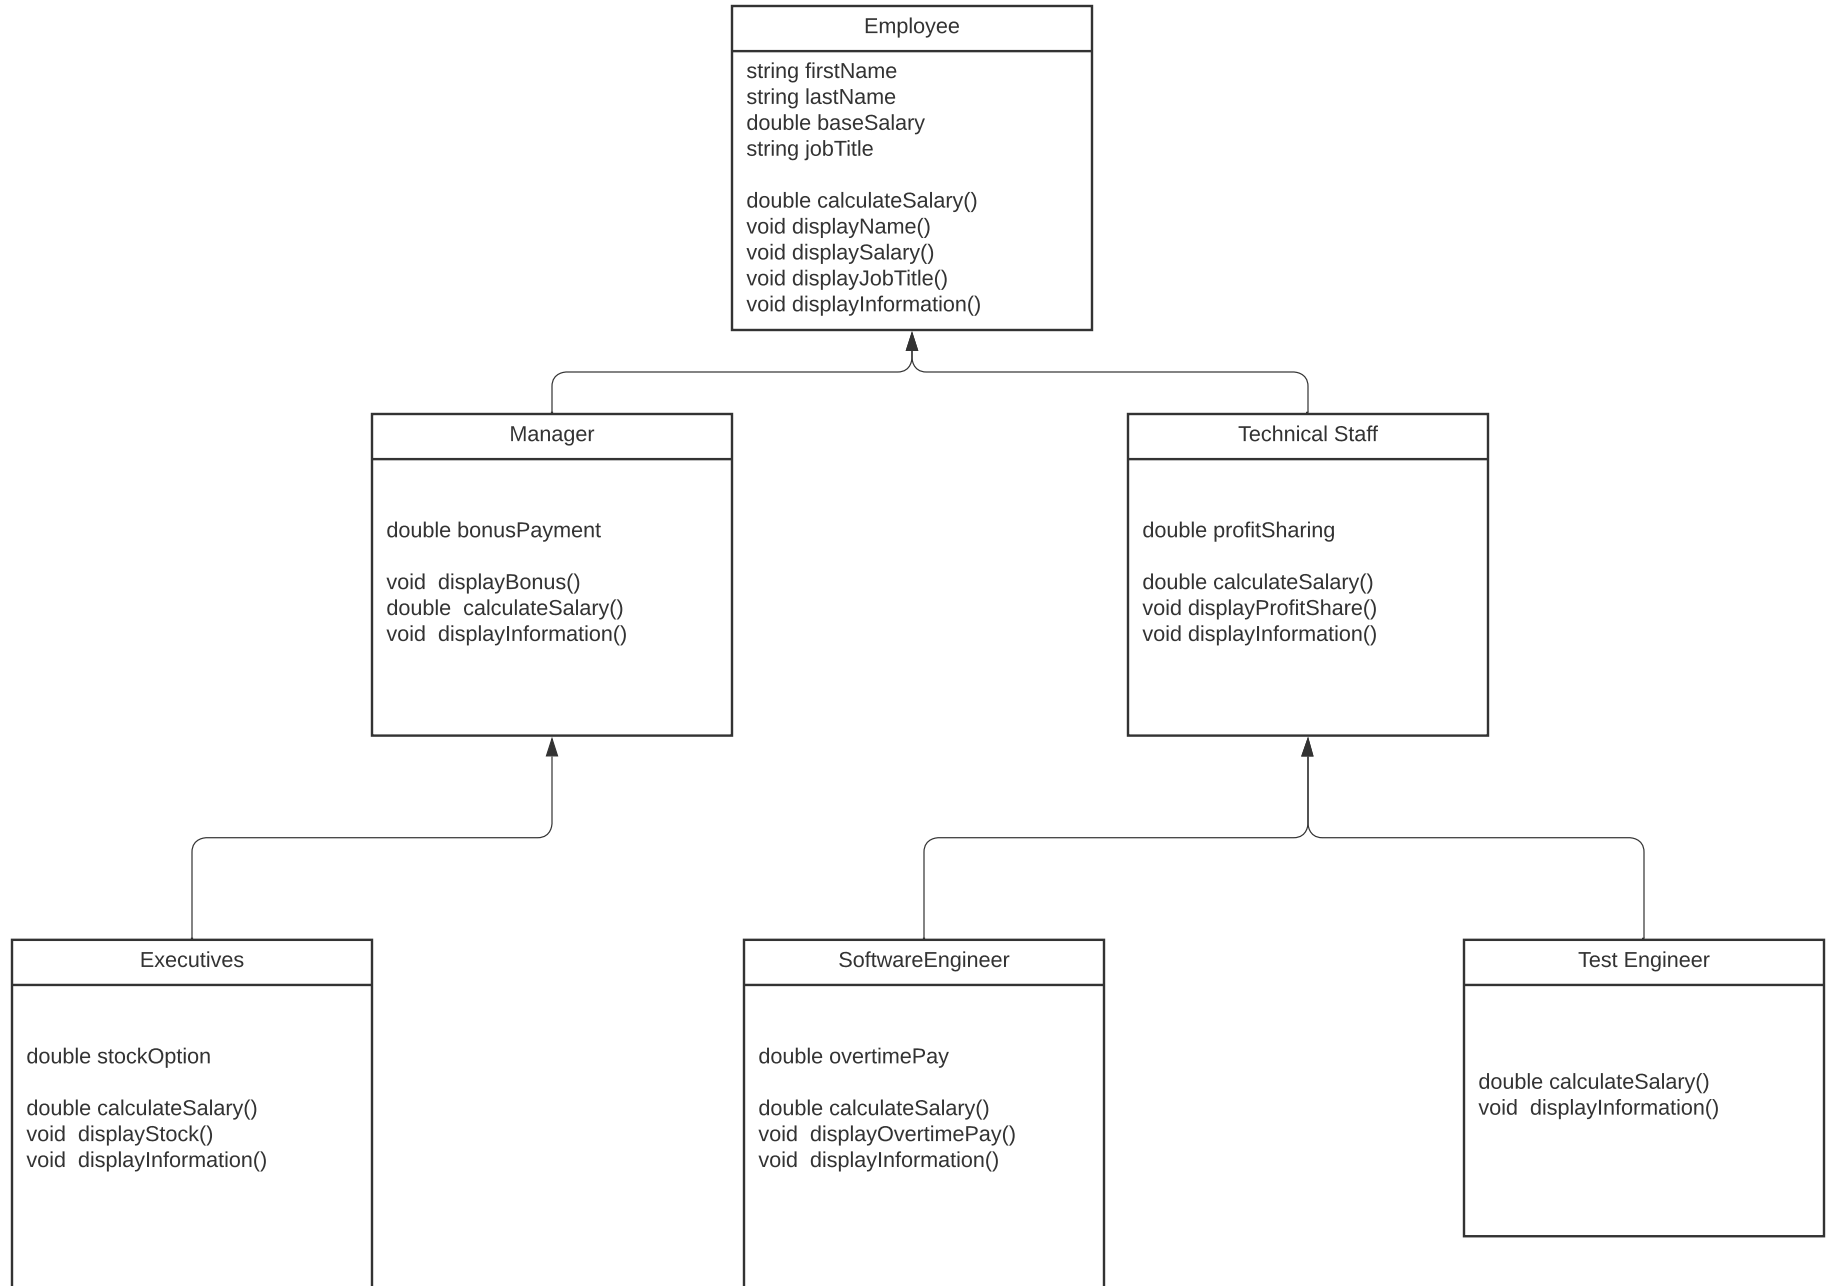 Employee
string firstName
string lastName
double baseSalary
string jobTitle
double calculateSalary()
void displayName()
void displaySalary()
void displayJobTitle()
void displayInformation()
Manager
double bonusPayment
void  displayBonus()
double  calculateSalary()
void  displayInformation()
Technical Staff
double profitSharing
double calculateSalary()
void displayProfitShare()
void displayInformation()
Executives
double stockOption
double calculateSalary()
void  displayStock()
void  displayInformation()
SoftwareEngineer
double overtimePay
double calculateSalary()
void  displayOvertimePay()
void  displayInformation()
Test Engineer
double calculateSalary()
void  displayInformation()